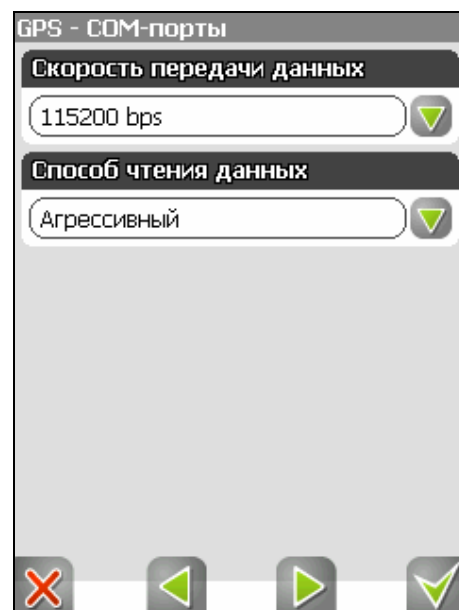 GPS - COM-порты
Скорость передачи данных
115200 bps
Способ чтения данных
Агрессивный